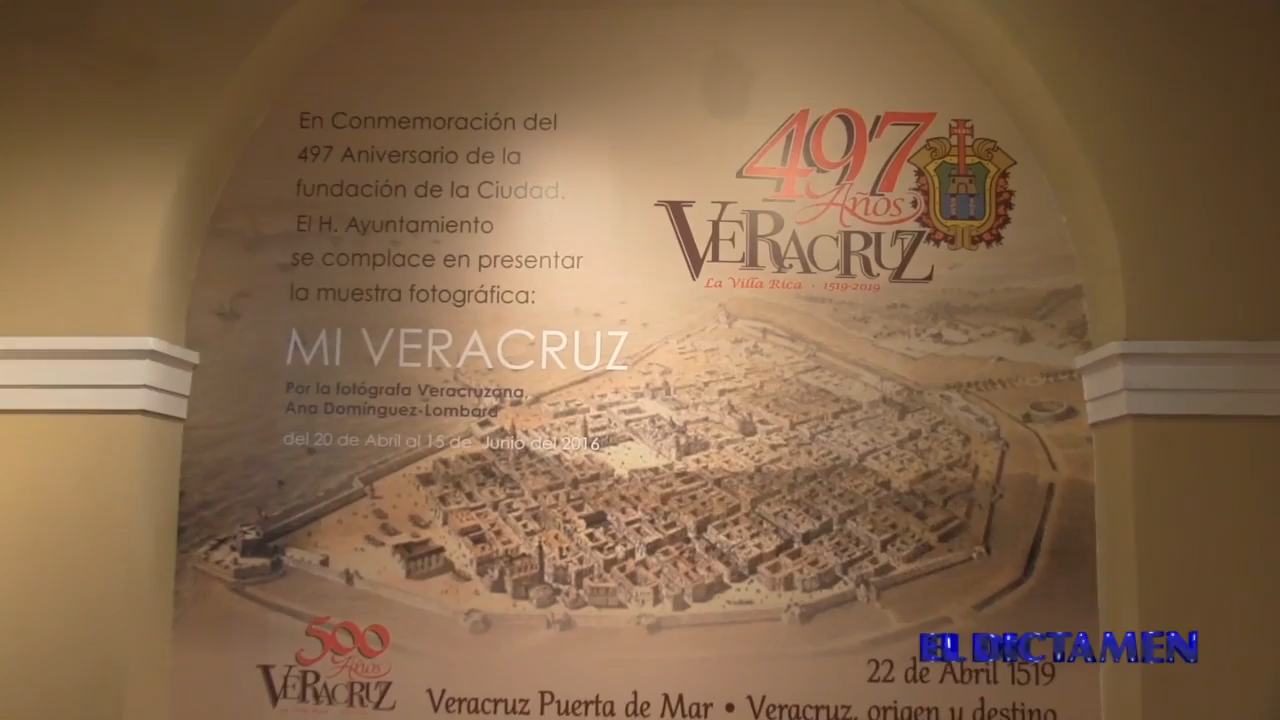 En Conmemoración del
497 Aniversario de la
fundación de la Ciudad.
El H. Ayuntamiento
se complace en presentar
la muestra fotográfica:
MI VERACRUZ
Por la fotógrafa Veracruzana,
Ana Domínguez-Lombard
del 20 de Abril al 15 de Junio del 2016
497
Años
VERACRUZ
La Villa Rica · 1519-2019
500
Años
VERACRUZ
EL DICTAMEN
22 de Abril 1519
Veracruz Puerta de Mar • Veracruz, origen y destino